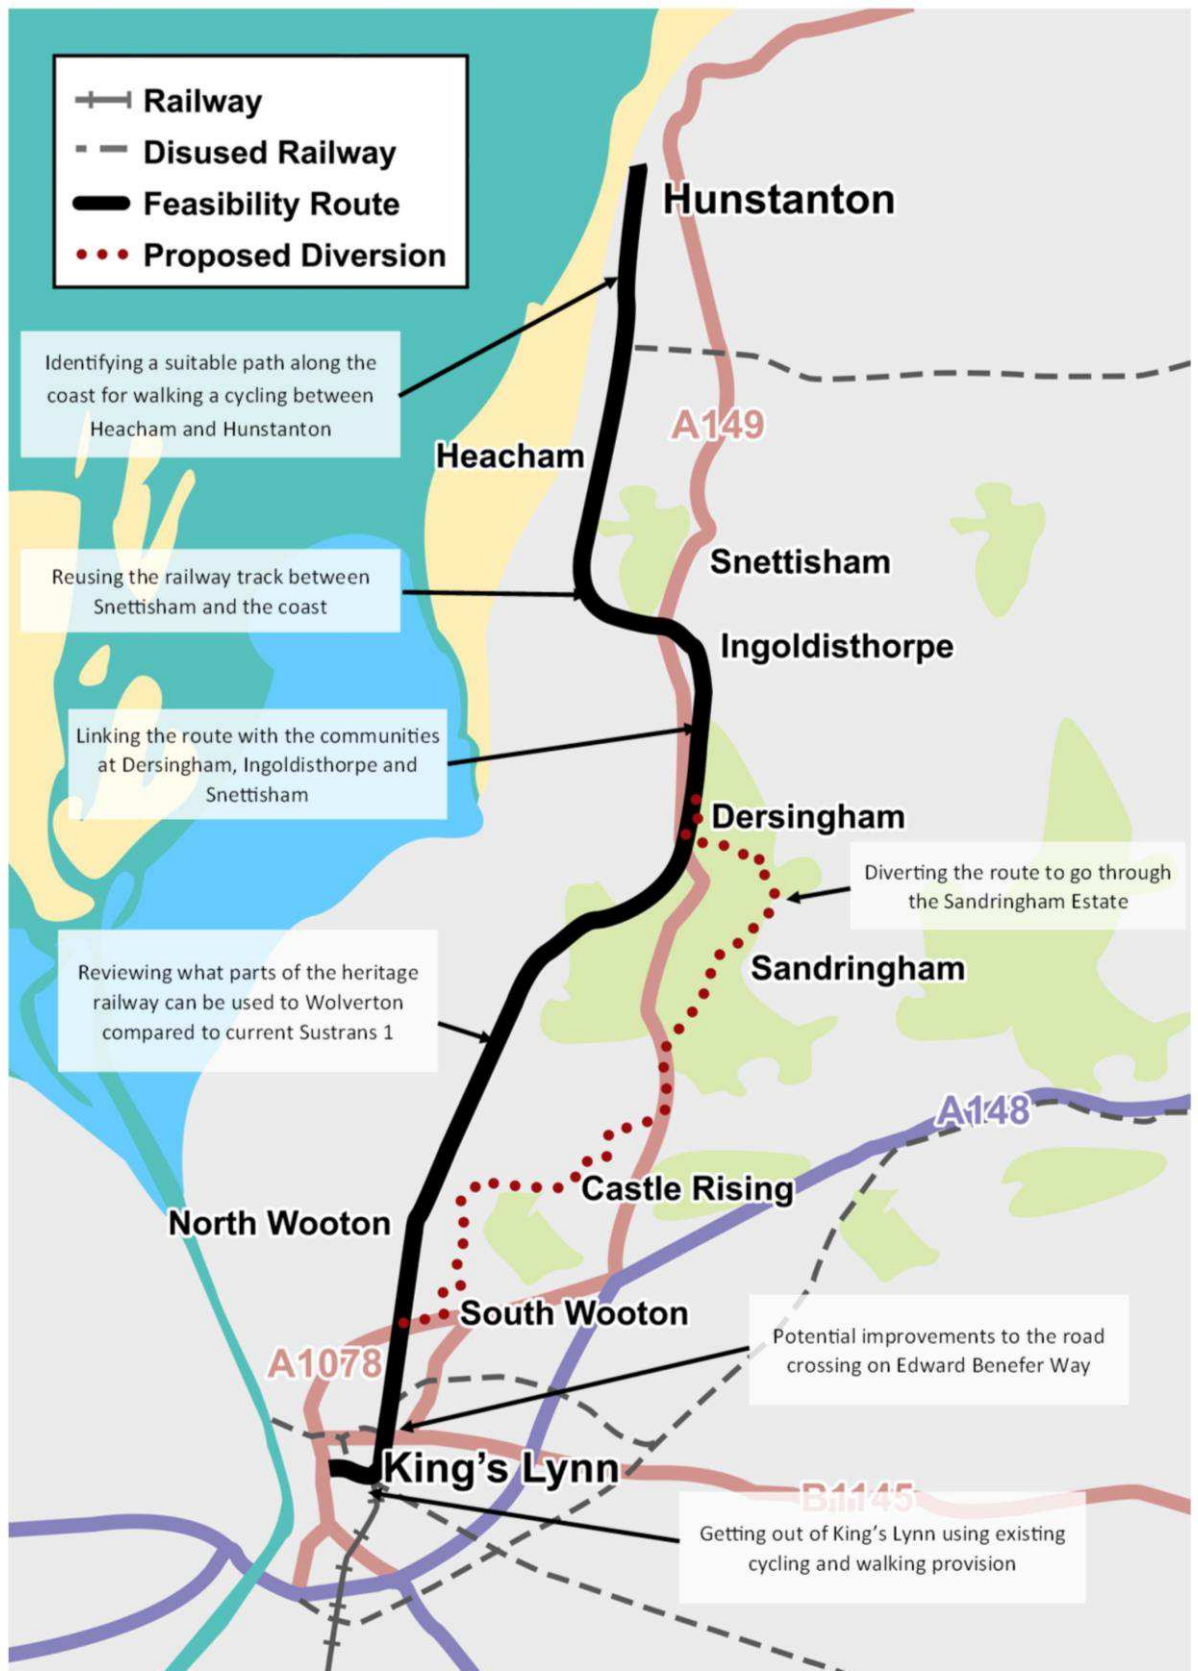 Railway
Disused Railway
Feasibility Route
Proposed Diversion
Hunstanton
Identifying a suitable path along the
coast for walking a cycling between
Heacham and Hunstanton
A149
Heacham
Reusing the railway track between
Snettisham and the coast
Snettisham
Ingoldisthorpe
Linking the route with the communities
at Dersingham, Ingoldisthorpe and
Snettisham
Dersingham
Diverting the route to go through
the Sandringham Estate
Sandringham
Reviewing what parts of the heritage
railway can be used to Wolverton
compared to current Sustrans 1
A148
Castle Rising
North Wooton
South Wooton
Potential improvements to the road
crossing on Edward Benefer Way
A1078
King's Lynn
B1145
Getting out of King's Lynn using existing
cycling and walking provision